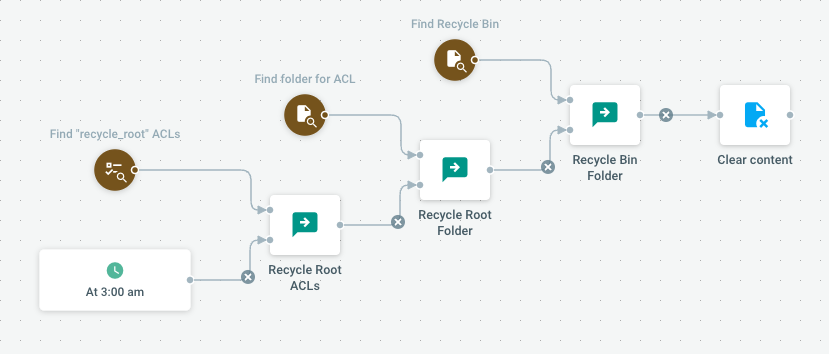 Find Recycle Bin
Find folder for ACL
Find "recycle_root" ACLs
Recycle Bin
Folder
Clear content
Recycle Root
Folder
Recycle Root
ACLs
At 3:00 am